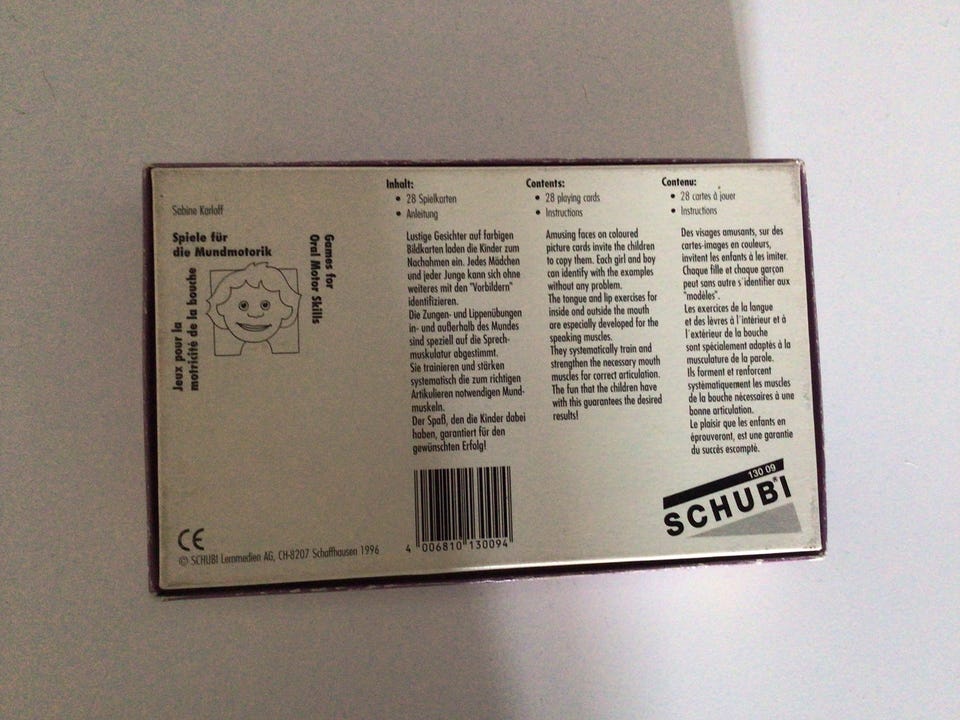 Sabine Karloff
Spiele für
die Mundmotorik
Games for
Oral Motor Skills
Jeux pour la
motricité de la bouche
Inhalt:
• 28 Spielkarten
• Anleitung
Lustige Gesichter auf farbigen
Bildkarten laden die Kinder zum
Nachahmen ein. Jedes Mädchen
und jeder Junge kann sich ohne
weiteres mit den "Vorbildern"
identifizieren.
Die Zungen- und Lippenübungen
in- und außerhalb des Mundes
sind speziell auf die Sprech-
muskulatur abgestimmt.
Sie trainieren und stärken
systematisch die zum richtigen
Artikulieren notwendigen Mund-
muskeln.
Der Spaß, den die Kinder dabei
haben, garantiert für den
gewünschten Erfolg!
Contents:
• 28 playing cards
• Instructions
Amusing faces on coloured
picture cards invite the children
to copy them. Each girl and boy
can identify with the examples
without any problem.
The tongue and lip exercises for
inside and outside the mouth
are especially developed for the
speaking muscles.
They systematically train and
strengthen the necessary mouth
muscles for correct articulation.
The fun that the children have
with this guarantees the desired
results!
Contenu:
• 28 cartes à jouer
• Instructions
Des visages amusants, sur des
cartes-images en couleurs,
invitent les enfants à les imiter.
Chaque fille et chaque garçon
peut sans autre s'identifier aux
"modèles".
Les exercices de la langue
et des lèvres à l'intérieur et à
l'extérieur de la bouche
sont spécialement adaptés à la
musculature de la parole.
Ils forment et renforcent
systématiquement les muscles
de la bouche nécessaires à une
bonne articulation.
Le plaisir que les enfants en
éprouveront, est une garantie
du succès escompté.
130 09
SCHUBI®
4 006810 130094
CE
© SCHUBI Lernmedien AG, CH-8207 Schaffhausen 1996